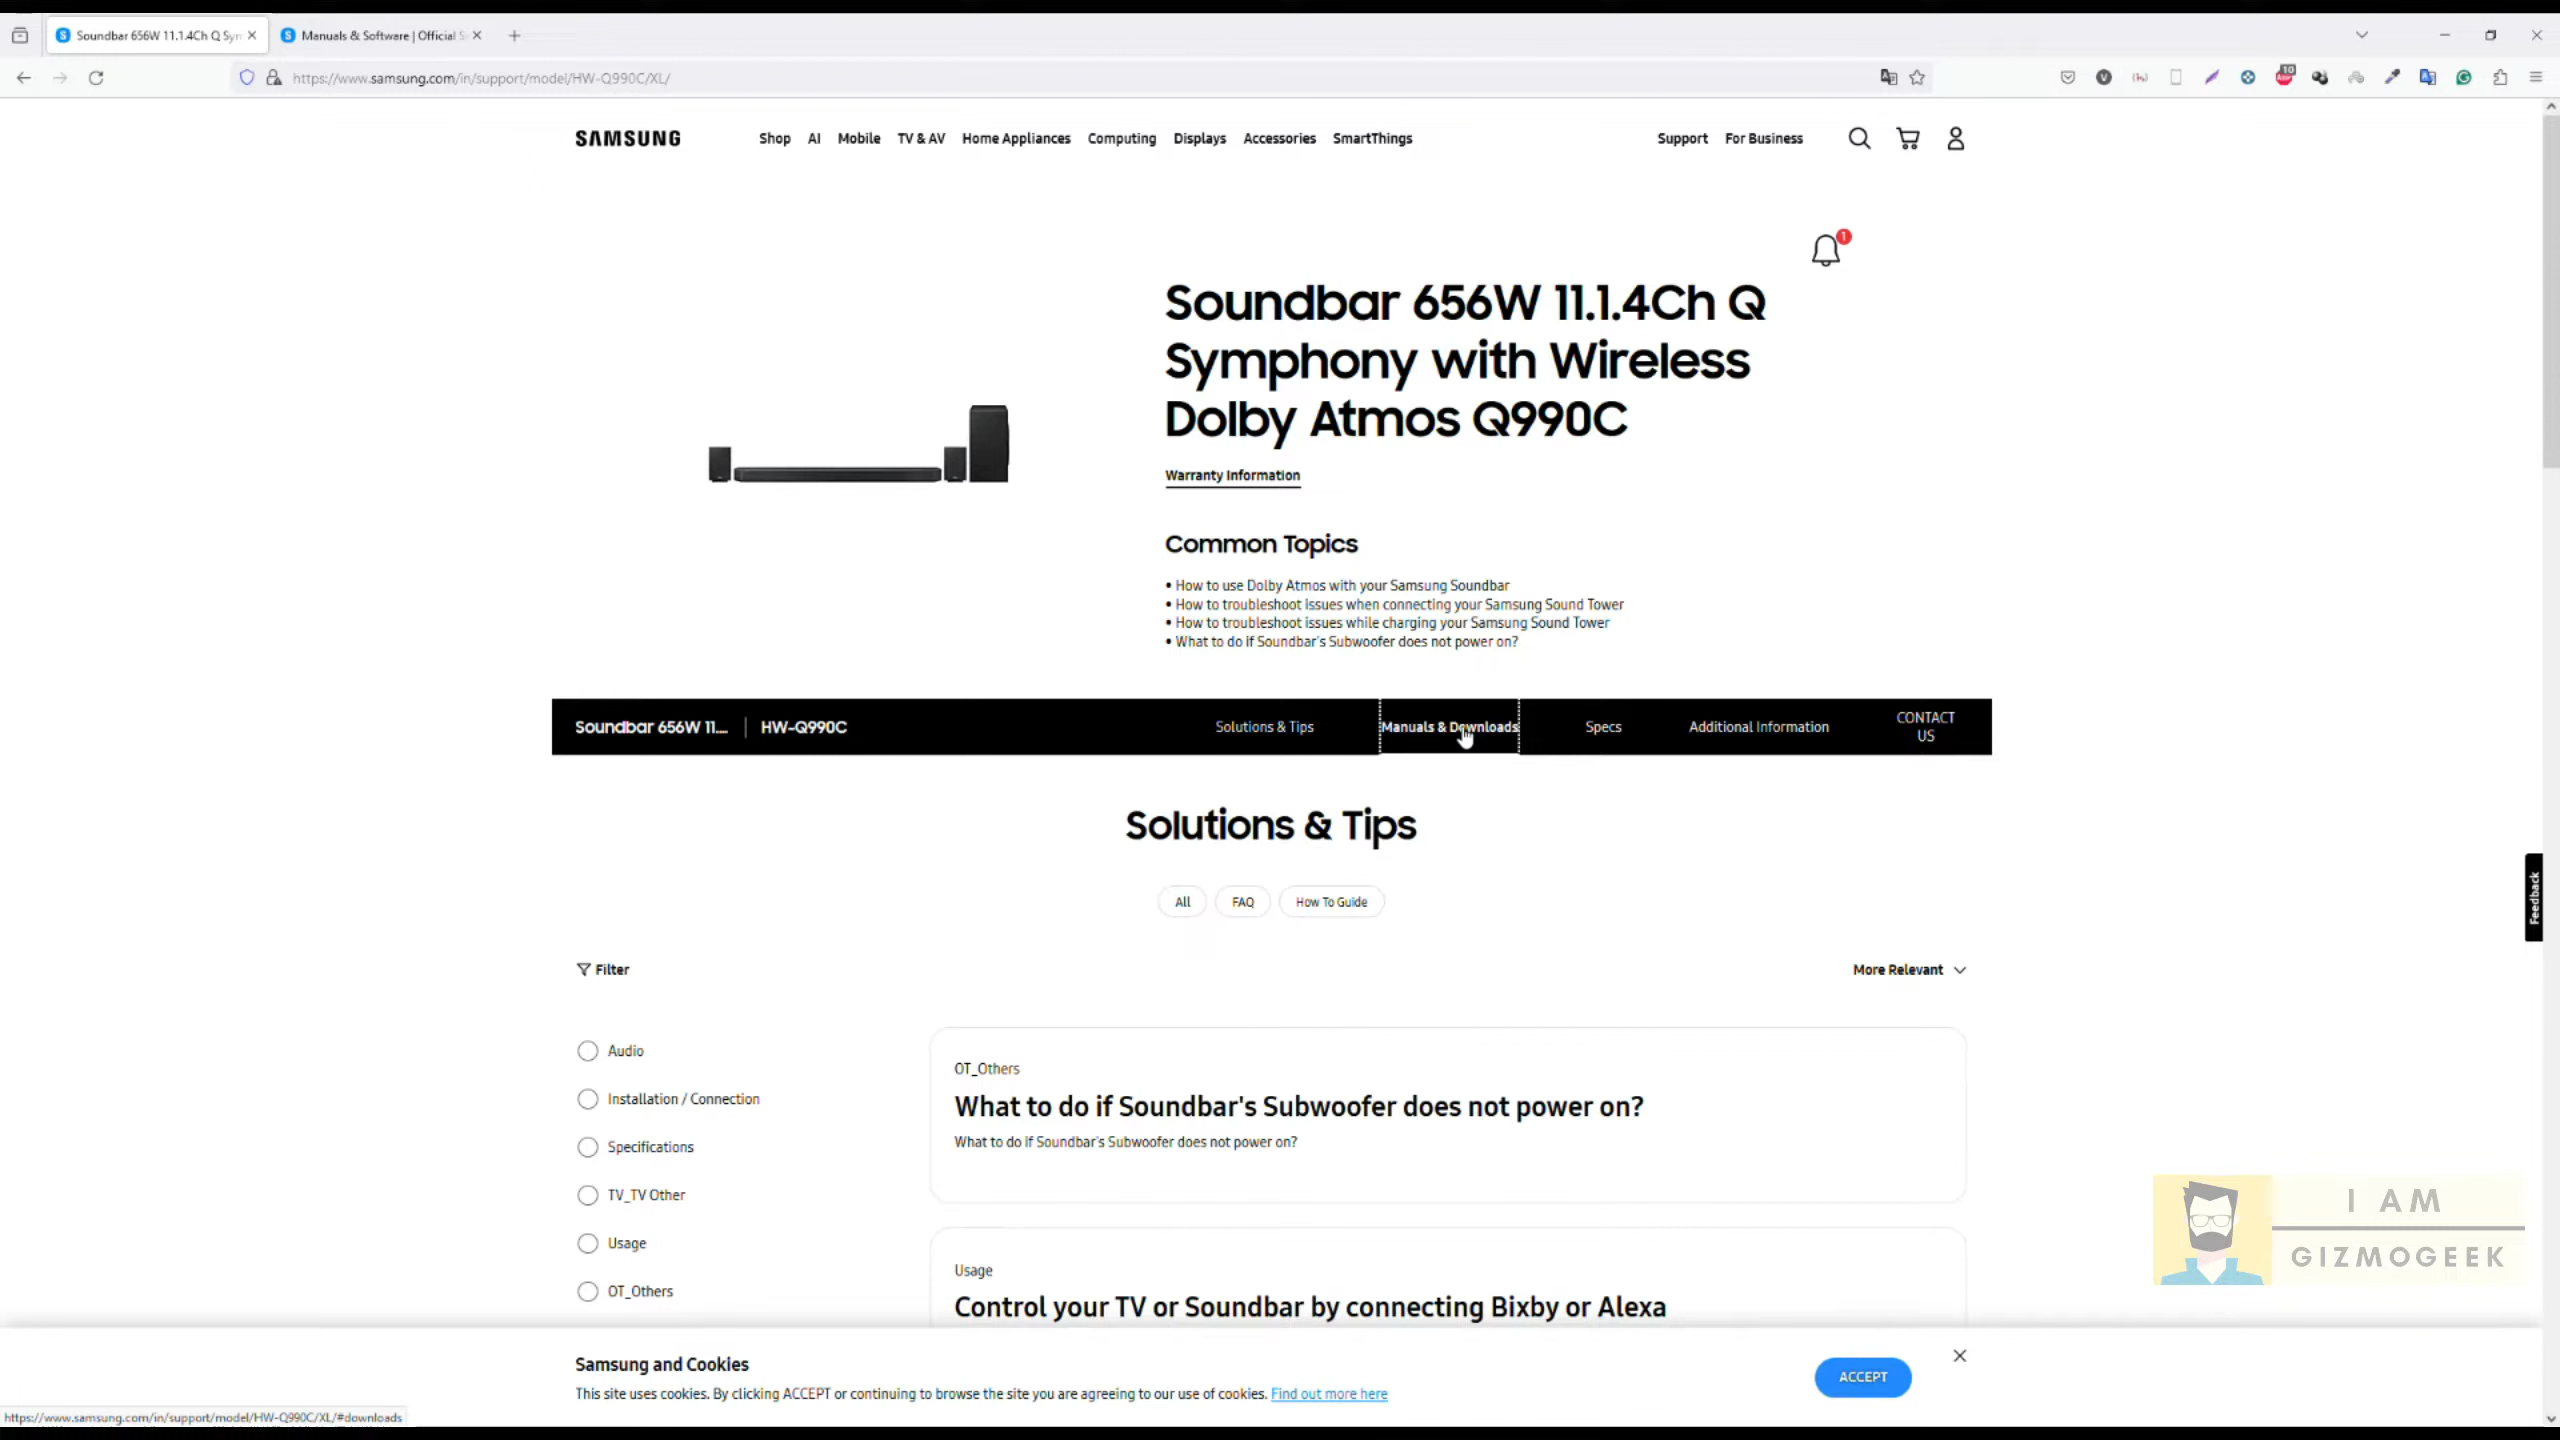 Soundbar 656W 11.1.4Ch Q Syn
Manuals & Software | Official S
https://www.samsung.com/in/support/model/HW-Q990C/XL/
10
SAMSUNG
Shop AI Mobile TV & AV Home Appliances Computing Displays Accessories SmartThings
Support For Business
1
Soundbar 656W 11.1.4Ch Q
Symphony with Wireless
Dolby Atmos Q990C
Warranty Information
Common Topics
• How to use Dolby Atmos with your Samsung Soundbar
• How to troubleshoot issues when connecting your Samsung Sound Tower
• How to troubleshoot issues while charging your Samsung Sound Tower
• What to do if Soundbar's Subwoofer does not power on?
Soundbar 656W 11.... | HW-Q990C
Solutions & Tips Manuals & Downloads Specs Additional Information CONTACT
US
Solutions & Tips
All FAQ How To Guide
Feedback
Filter
More Relevant
Audio
Installation / Connection
Specifications
TV_TV Other
Usage
OT_Others
OT_Others
What to do if Soundbar's Subwoofer does not power on?
What to do if Soundbar's Subwoofer does not power on?
Usage
Control your TV or Soundbar by connecting Bixby or Alexa
I AM
GIZMOGEEK
Samsung and Cookies
This site uses cookies. By clicking ACCEPT or continuing to browse the site you are agreeing to our use of cookies. Find out more here
ACCEPT
https://www.samsung.com/in/support/model/HW-Q990C/XL/#downloads